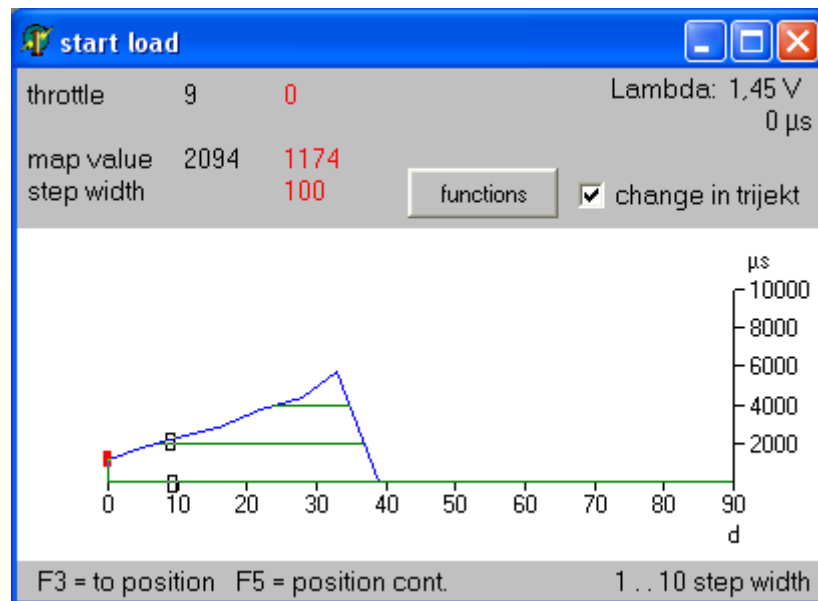 start load
throttle 9 0 Lambda: 1,45 V
0 µs
map value 2094 1174
step width 100 functions change in trijekt
µs
10000
8000
6000
4000
2000
0 10 20 30 40 50 60 70 80 90
d
F3 = to position F5 = position cont. 1 . . 10 step width